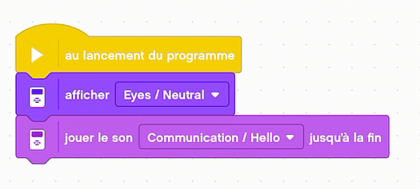 au lancement du programme
afficher Eyes / Neutral
jouer le son Communication / Hello jusqu'à la fin